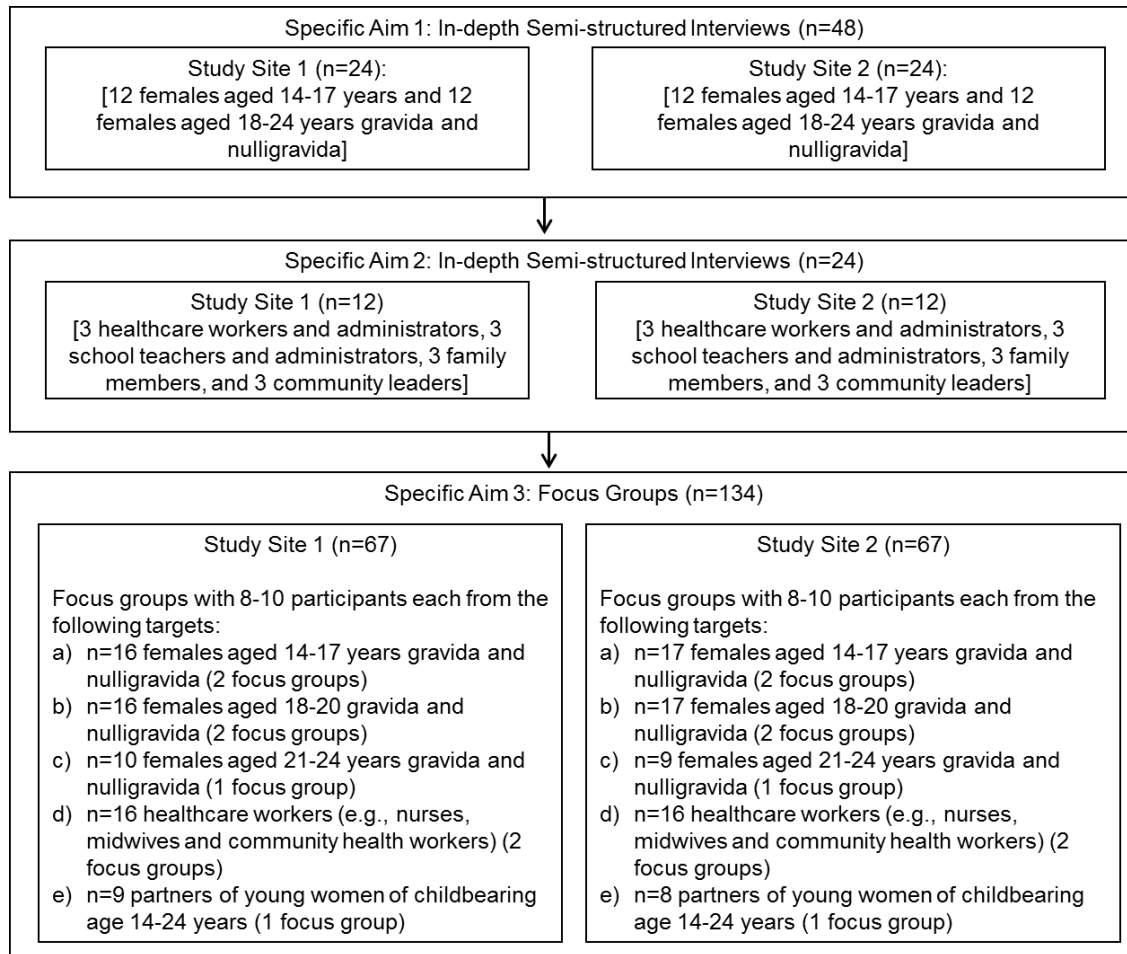 Specific Aim 1: In-depth Semi-structured Interviews (n=48)
Study Site 1 (n=24):
[12 females aged 14-17 years and 12
females aged 18-24 years gravida and
nulligravida]
Study Site 2 (n=24):
[12 females aged 14-17 years and 12
females aged 18-24 years gravida and
nulligravida]
Specific Aim 2: In-depth Semi-structured Interviews (n=24)
Study Site 1 (n=12)
[3 healthcare workers and administrators, 3
school teachers and administrators, 3 family
members, and 3 community leaders]
Study Site 2 (n=12)
[3 healthcare workers and administrators, 3
school teachers and administrators, 3 family
members, and 3 community leaders]
Specific Aim 3: Focus Groups (n=134)
Study Site 1 (n=67)
Focus groups with 8-10 participants each from the
following targets:
a) n=16 females aged 14-17 years gravida and
nulligravida (2 focus groups)
b) n=16 females aged 18-20 gravida and
nulligravida (2 focus groups)
c) n=10 females aged 21-24 years gravida and
nulligravida (1 focus group)
d) n=16 healthcare workers (e.g., nurses,
midwives and community health workers) (2
focus groups)
e) n=9 partners of young women of childbearing
age 14-24 years (1 focus group)
Study Site 2 (n=67)
Focus groups with 8-10 participants each from the
following targets:
a) n=17 females aged 14-17 years gravida and
nulligravida (2 focus groups)
b) n=17 females aged 18-20 gravida and
nulligravida (2 focus groups)
c) n=9 females aged 21-24 years gravida and
nulligravida (1 focus group)
d) n=16 healthcare workers (e.g., nurses,
midwives and community health workers) (2
focus groups)
e) n=8 partners of young women of childbearing
age 14-24 years (1 focus group)